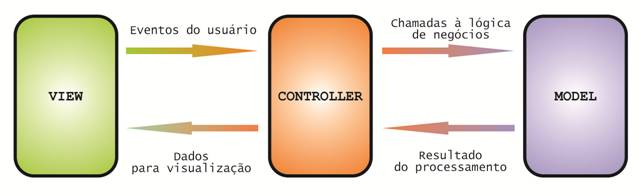 Eventos do usuário
Chamadas à lógica
de negócios
VIEW
CONTROLLER
MODEL
Dados
para visualização
Resultado
do processamento